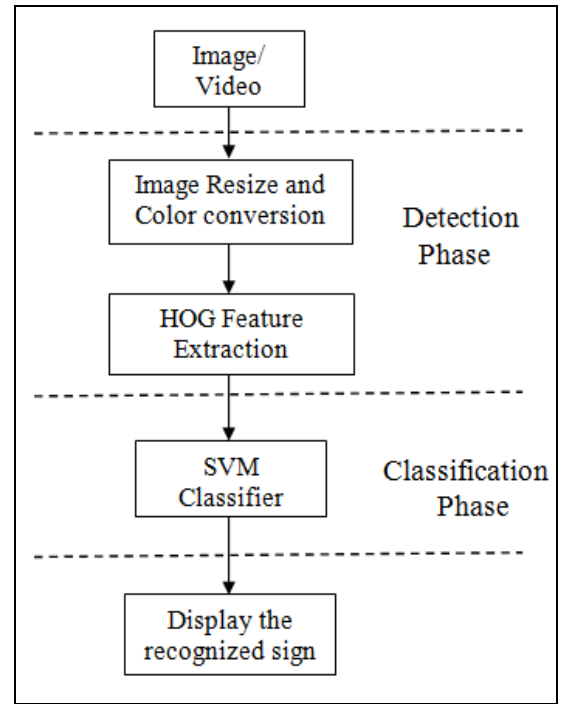 Image/
Video
Image Resize and
Color conversion
Detection
Phase
HOG Feature
Extraction
SVM
Classifier
Classification
Phase
Display the
recognized sign